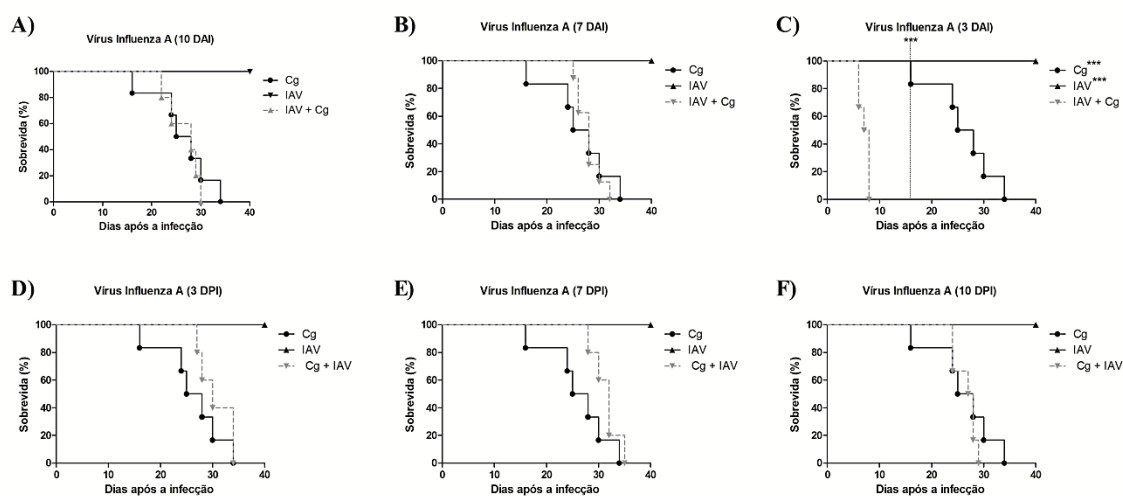 A)
Vírus Influenza A (10 DAI)
Sobrevida (%)
100
80
60
40
20
0
0 10 20 30 40
Dias após a infecção
Cg
IAV
IAV + Cg
B)
Vírus Influenza A (7 DAI)
Sobrevida (%)
100
80
60
40
20
0
0 10 20 30 40
Dias após a infecção
Cg
IAV
IAV + Cg
C)
Vírus Influenza A (3 DAI)
***
Sobrevida (%)
100
80
60
40
20
0
0 10 20 30 40
Dias após a infecção
Cg***
IAV***
IAV + Cg
D)
Vírus Influenza A (3 DPI)
Sobrevida (%)
100
80
60
40
20
0
0 10 20 30 40
Dias após a infecção
Cg
IAV
Cg + IAV
E)
Vírus Influenza A (7 DPI)
Sobrevida (%)
100
80
60
40
20
0
0 10 20 30 40
Dias após a infecção
Cg
IAV
Cg + IAV
F)
Vírus Influenza A (10 DPI)
Sobrevida (%)
100
80
60
40
20
0
0 10 20 30 40
Dias após a infecção
Cg
IAV
Cg + IAV